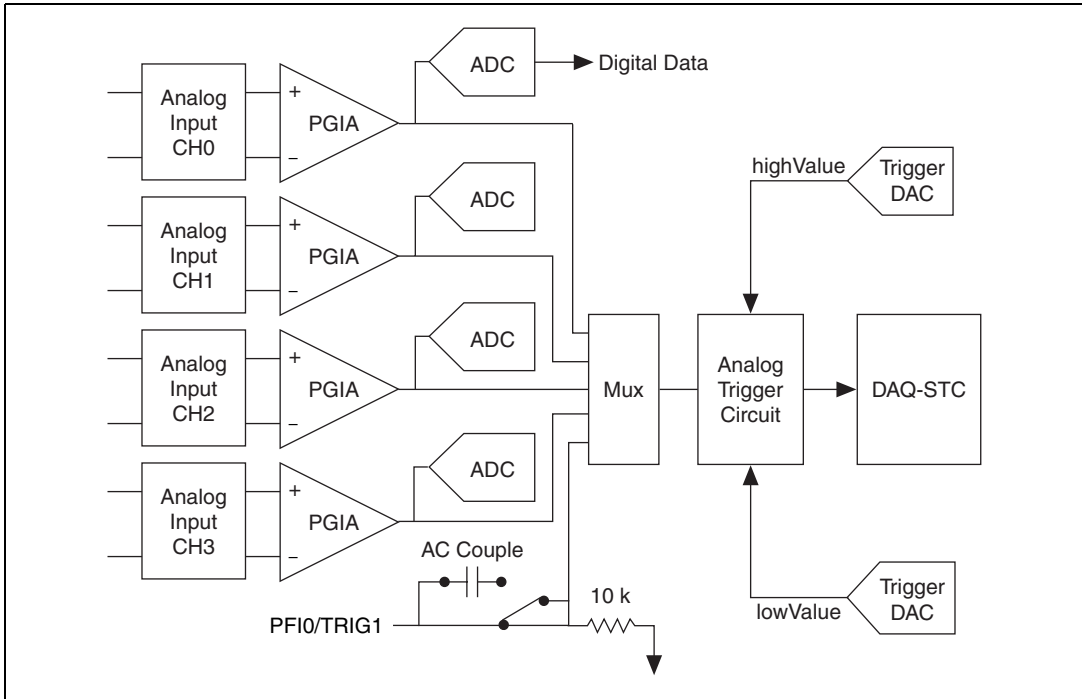 ADC
Digital Data
Analog
Input
CH0
+
−
PGIA
highValue
Trigger
DAC
ADC
Analog
Input
CH1
+
−
PGIA
ADC
Analog
Input
CH2
+
−
PGIA
Mux
Analog
Trigger
Circuit
DAQ-STC
ADC
Analog
Input
CH3
+
−
PGIA
AC Couple
10 k
PFI0/TRIG1
lowValue
Trigger
DAC